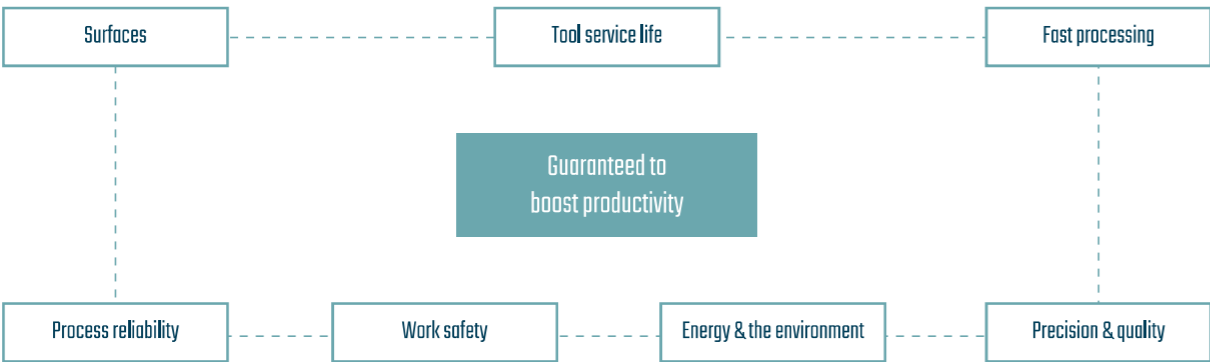 Surfaces
Tool service life
Fast processing
Guaranteed to
boost productivity
Process reliability
Work safety
Energy & the environment
Precision & quality